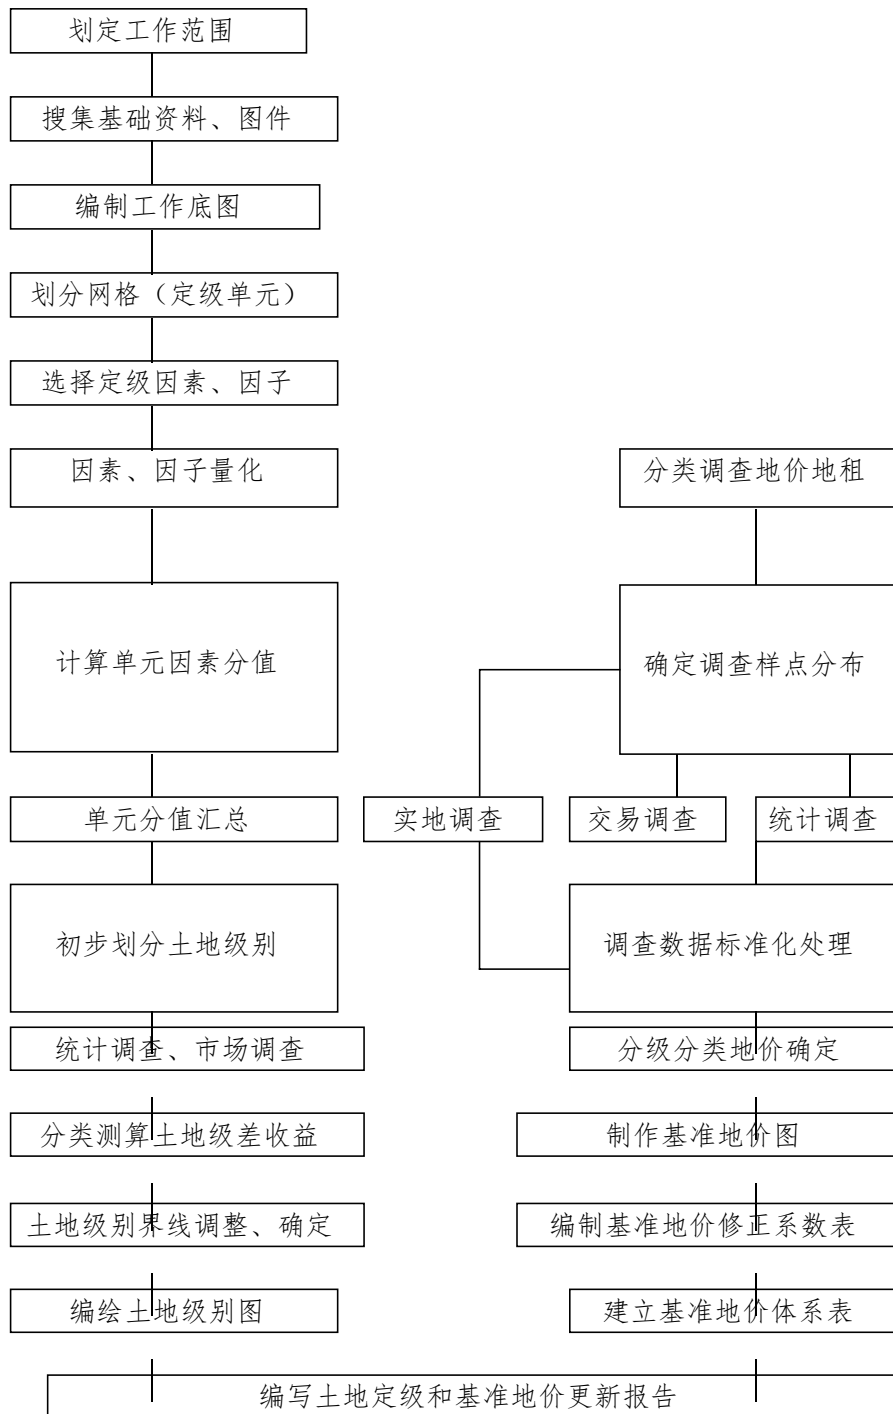 划定工作范围
搜集基础资料、图件
编制工作底图
划分网格（定级单元）
选择定级因素、因子
因素、因子量化
计算单元因素分值
单元分值汇总
初步划分土地级别
统计调查、市场调查
分类测算土地级差收益
土地级别界线调整、确定
编绘土地级别图
分类调查地价地租
确定调查样点分布
实地调查
交易调查
统计调查
调查数据标准化处理
分级分类地价确定
制作基准地价图
编制基准地价修正系数表
建立基准地价体系表
编写土地定级和基准地价更新报告